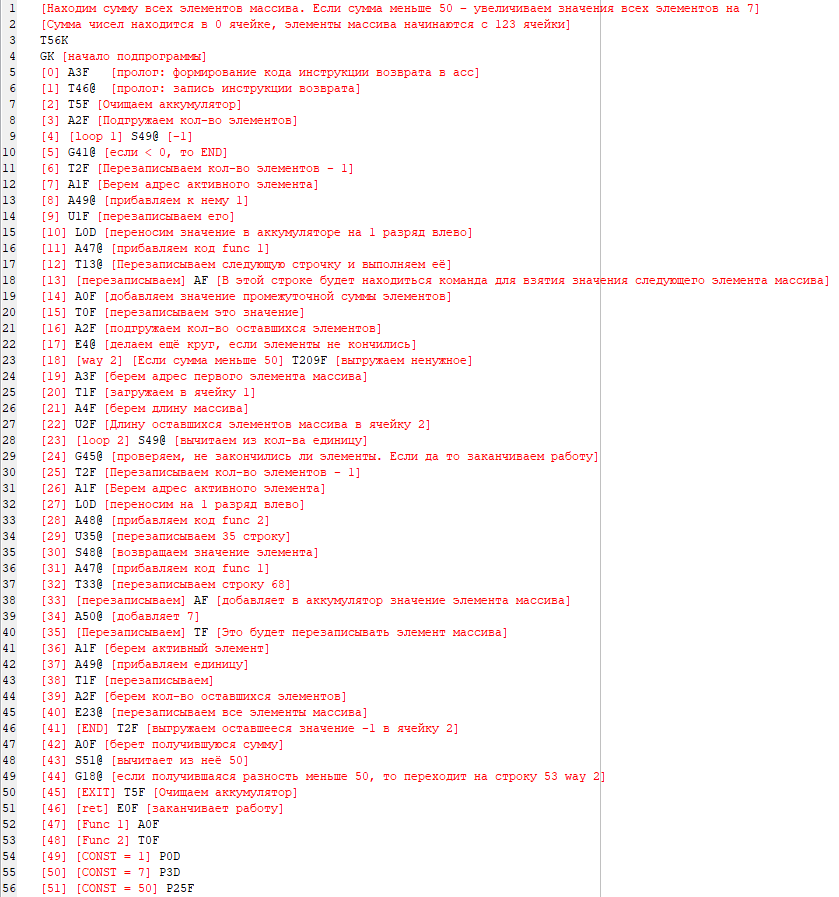 1 [Находим сумму всех элементов массива. Если сумма меньше 50 - увеличиваем значения всех элементов на 7]
2 [Сумма чисел находится в 0 ячейке, элементы массива начинаются с 123 ячейки]
3 T56K
4 GK [начало подпрограммы]
5 [0] A3F [пролог: формирование кода инструкции возврата в асс]
6 [1] T46@ [пролог: запись инструкции возврата]
7 [2] T5F [Очищаем аккумулятор]
8 [3] A2F [Подгружаем кол-во элементов]
9 [4] [loop 1] S49@ [-1]
10 [5] G41@ [если < 0, то END]
11 [6] T2F [Перезаписываем кол-во элементов - 1]
12 [7] A1F [Берем адрес активного элемента]
13 [8] A49@ [прибавляем к нему 1]
14 [9] U1F [перезаписываем его]
15 [10] L0D [переносим значение в аккумуляторе на 1 разряд влево]
16 [11] A47@ [прибавляем код func 1]
17 [12] T13@ [Перезаписываем следующую строчку и выполняем её]
18 [13] [перезаписываем] AF [В этой строке будет находиться команда для взятия значения следующего элемента массива]
19 [14] A0F [добавляем значение промежуточной суммы элементов]
20 [15] T0F [перезаписываем это значение]
21 [16] A2F [подгружаем кол-во оставшихся элементов]
22 [17] E4@ [делаем ещё круг, если элементы не кончились]
23 [18] [way 2] [Если сумма меньше 50] T209F [выгружаем ненужное]
24 [19] A3F [берем адрес первого элемента массива]
25 [20] T1F [загружаем в ячейку 1]
26 [21] A4F [берем длину массива]
27 [22] U2F [Длину оставшихся элементов массива в ячейку 2]
28 [23] [loop 2] S49@ [вычитаем из кол-ва единицу]
29 [24] G45@ [проверяем, не закончились ли элементы. Если да то заканчиваем работу]
30 [25] T2F [Перезаписываем кол-во элементов - 1]
31 [26] A1F [Берем адрес активного элемента]
32 [27] L0D [переносим на 1 разряд влево]
33 [28] A48@ [прибавляем код func 2]
34 [29] U35@ [перезаписываем 35 строку]
35 [30] S48@ [возвращаем значение элемента]
36 [31] A47@ [прибавляем код func 1]
37 [32] T33@ [перезаписываем строку 68]
38 [33] [перезаписываем] AF [добавляет в аккумулятор значение элемента массива]
39 [34] A50@ [добавляет 7]
40 [35] [Перезаписываем] TF [Это будет перезаписывать элемент массива]
41 [36] A1F [берем активный элемент]
42 [37] A49@ [прибавляем единицу]
43 [38] T1F [перезаписываем]
44 [39] A2F [берем кол-во оставшихся элементов]
45 [40] E23@ [перезаписываем все элементы массива]
46 [41] [END] T2F [выгружаем оставшееся значение -1 в ячейку 2]
47 [42] A0F [берет получившуюся сумму]
48 [43] S51@ [вычитает из неё 50]
49 [44] G18@ [если получившаяся разность меньше 50, то переходит на строку 53 way 2]
50 [45] [EXIT] T5F [Очищаем аккумулятор]
51 [46] [ret] E0F [заканчивает работу]
52 [47] [Func 1] A0F
53 [48] [Func 2] T0F
54 [49] [CONST = 1] P0D
55 [50] [CONST = 7] P3D
56 [51] [CONST = 50] P25F